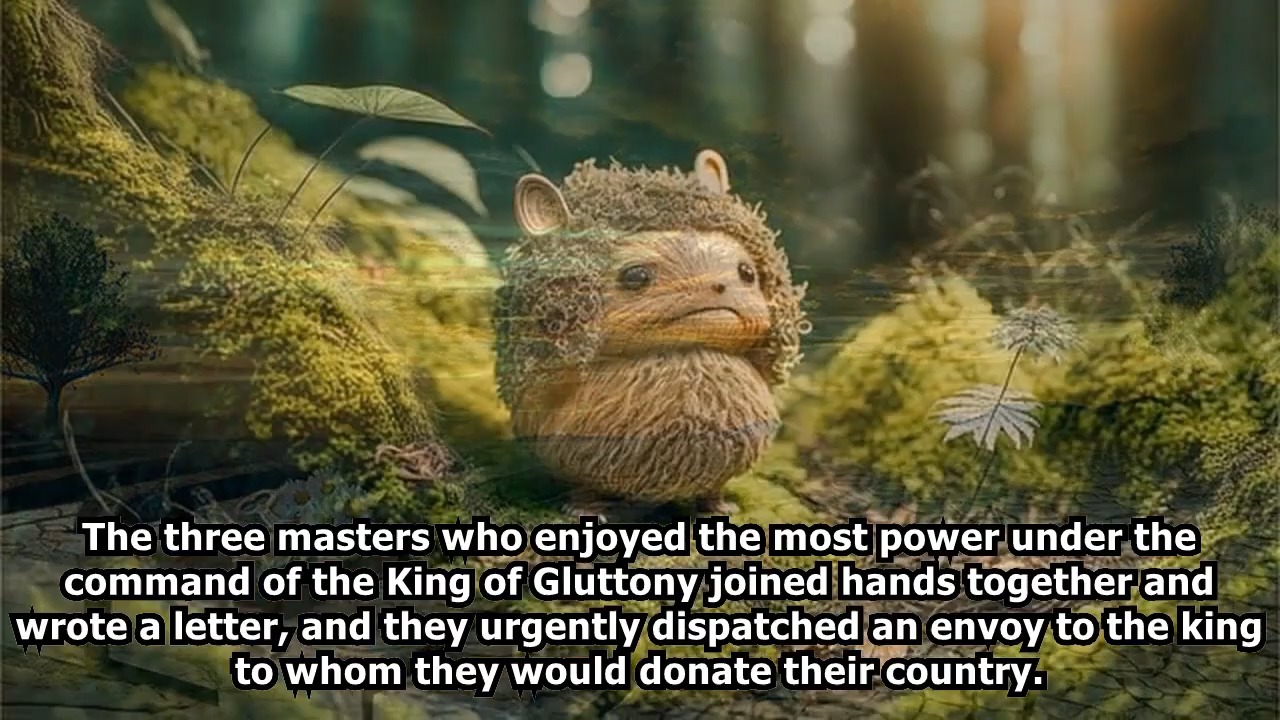 The three masters who enjoyed the most power under the
command of the King of Gluttony joined hands together and
wrote a letter, and they urgently dispatched an envoy to the king
to whom they would donate their country.